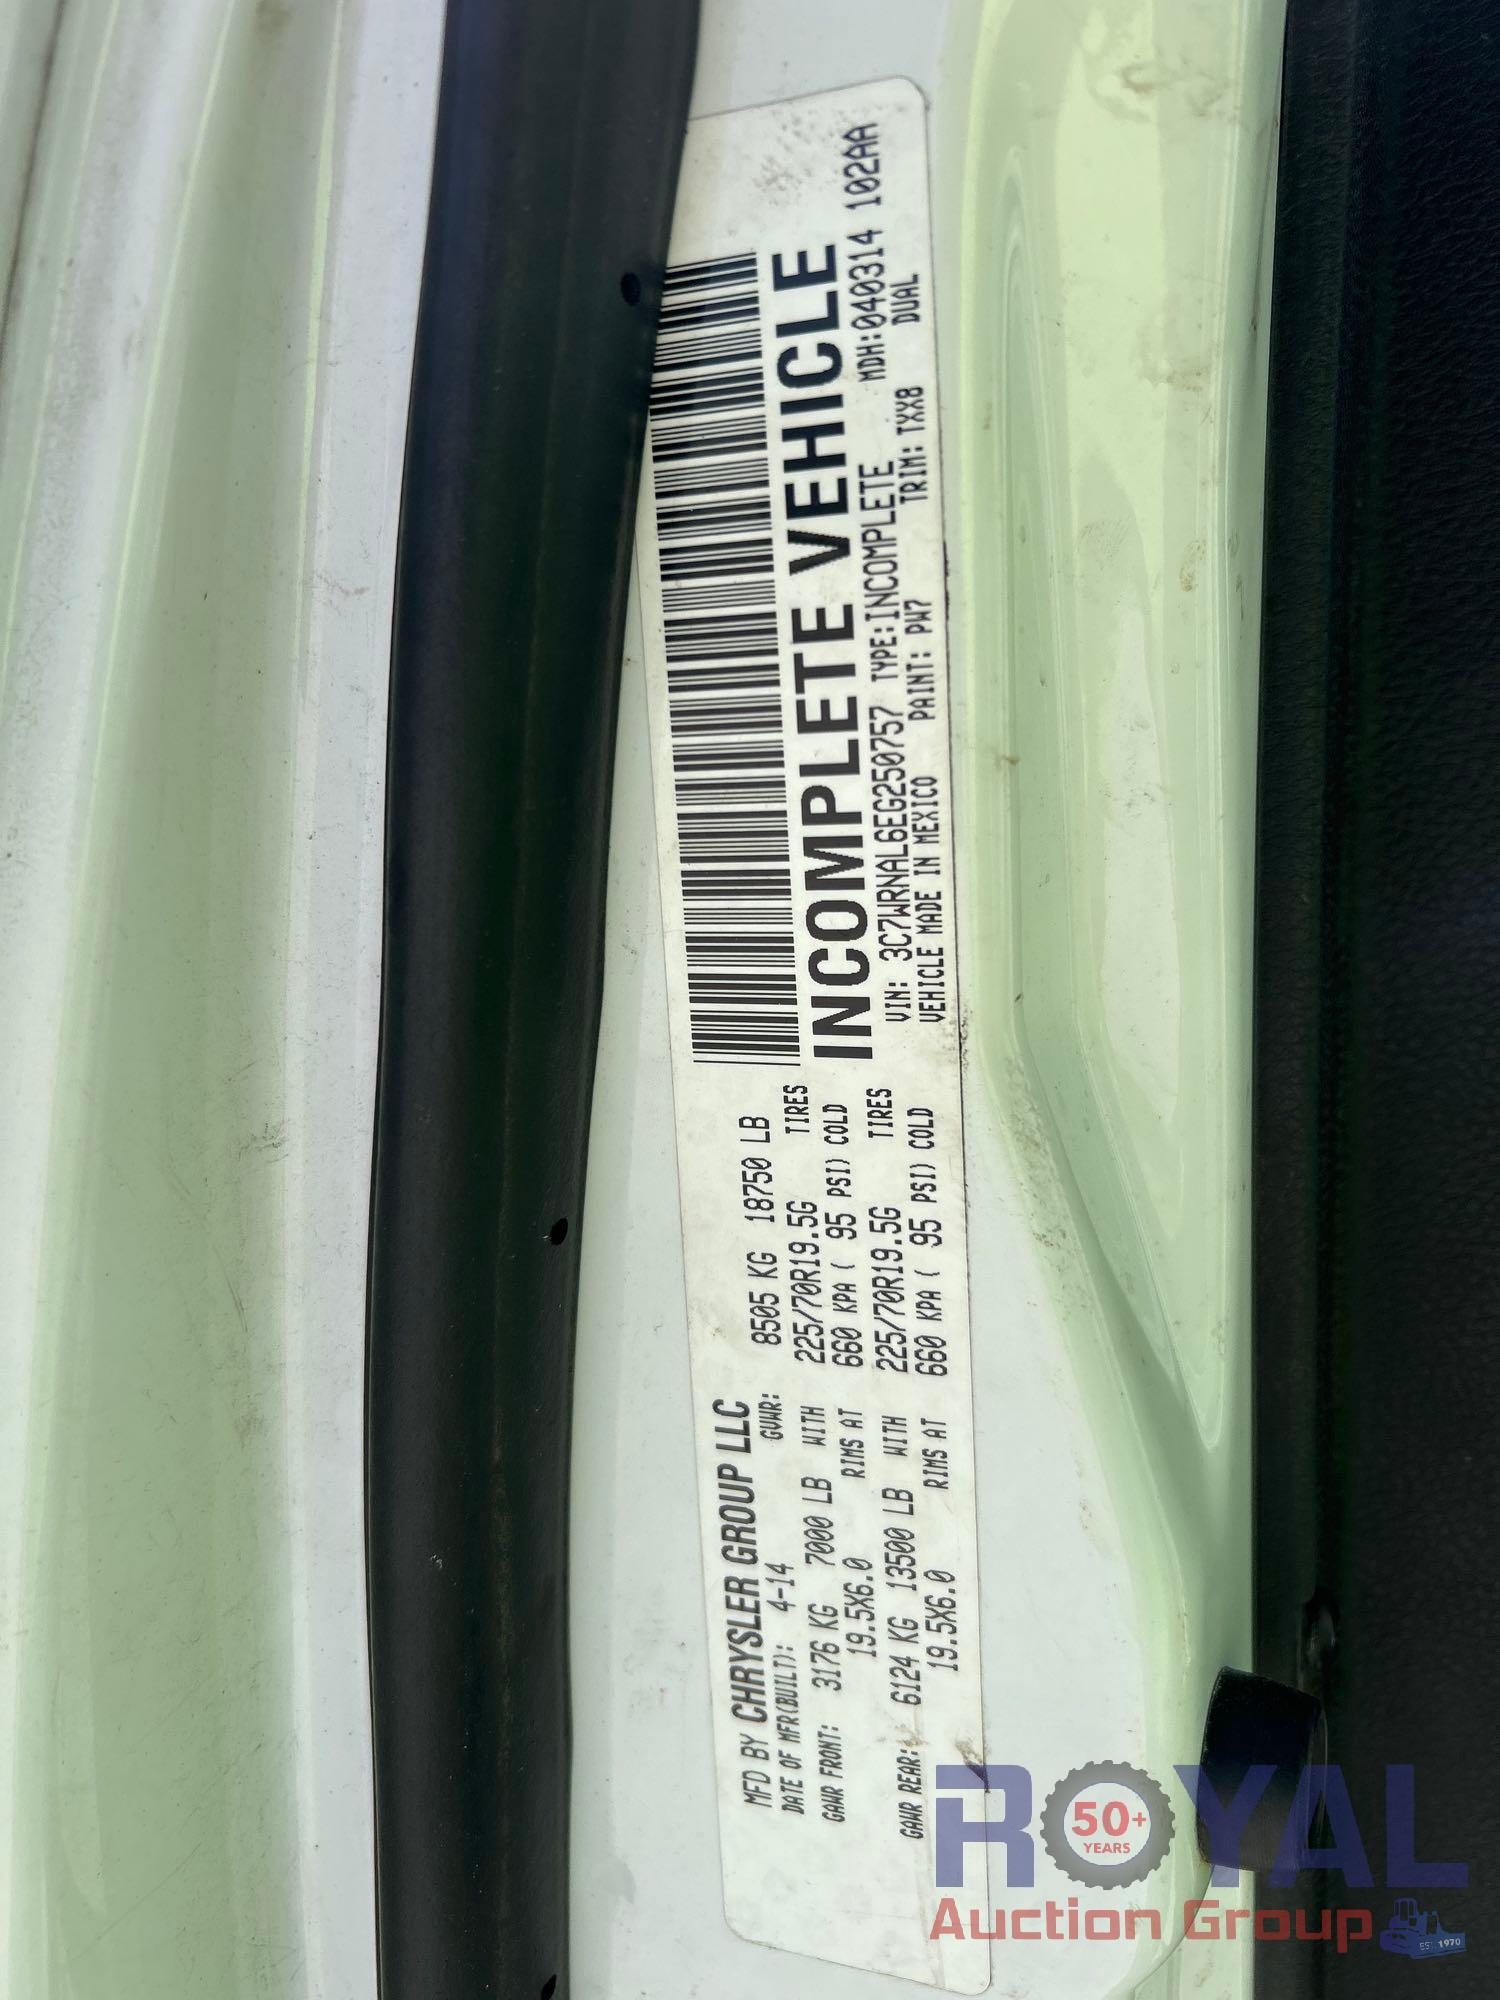 MFD BY CHRYSLER GROUP LLC
DATE OF MFR(BUILT): 4-14 GVWR: 8505 KG 18750 LB
GAWR FRONT: 3176 KG 7000 LB WITH 225/70R19.5G TIRES
19.5X6.0 RIMS AT 660 KPA ( 95 PSI) COLD
GAWR REAR: 6124 KG 13500 LB WITH 225/70R19.5G TIRES
19.5X6.0 RIMS AT 660 KPA ( 95 PSI) COLD
INCOMPLETE VEHICLE
VIN: 3C7WRNAL6EG250757 TYPE:INCOMPLETE MDH:040314 102AA
VEHICLE MADE IN MEXICO PAINT: PW7 TRIM: TXX8 DUAL
ROYAL
50+
YEARS
Auction Group
EST. 1970